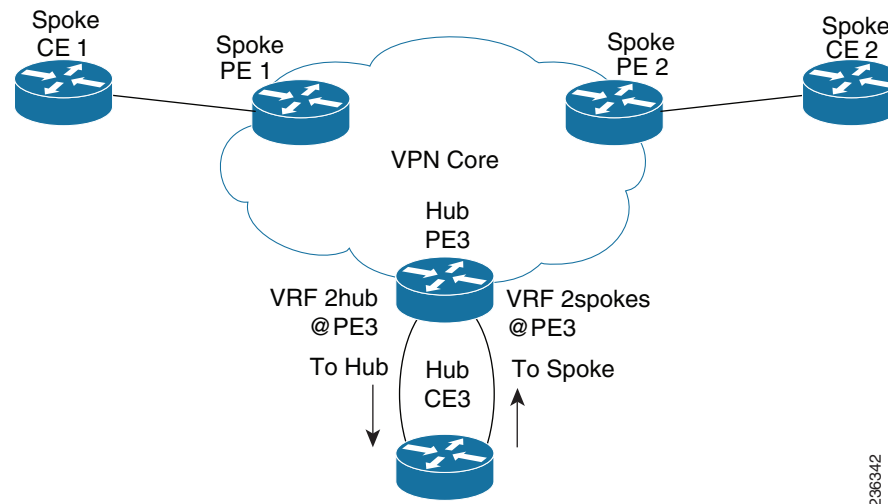 Spoke
CE 1
Spoke
PE 1
Spoke
PE 2
Spoke
CE 2
VPN Core
Hub
PE3
VRF 2hub
@PE3
VRF 2spokes
@PE3
To Hub
Hub
CE3
To Spoke
236342